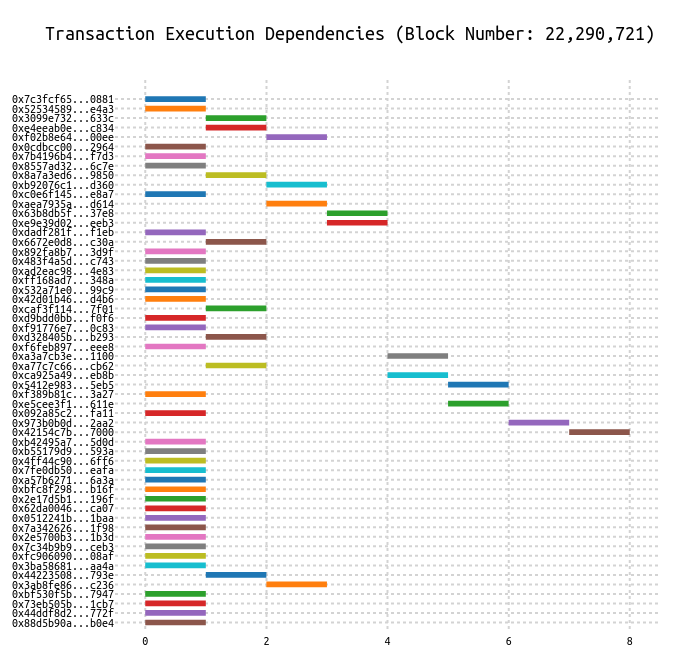 Transaction Execution Dependencies (Block Number: 22,290,721)
0x7c3fcf65...0881
0x52534589...e4a3
0x3099e732...633c
0xe4eeab0e...c834
0xf02b8e64...00ee
0x0cdbcc00...2964
0x7b4196b4...f7d3
0x8557ad32...6c7e
0x8a7a3ed6...9850
0xb92076c1...d360
0xc0e6f145...e8a7
0xaea7935a...d614
0x63b8db5f...37e8
0xe9e39d02...eeb3
0xdadf281f...f1eb
0x6672e0d8...c30a
0x892fa8b7...3d9f
0x483f4a5d...c743
0xad2eac98...4e83
0xff168ad7...348a
0x532a71e0...99c9
0x42d01b46...d4b6
0xcaf3f114...7f01
0xd9bdd0bb...f0f6
0xf91776e7...0c83
0xd328405b...b293
0xf6feb897...eee8
0xa3a7cb3e...1100
0xa77c7c66...cb62
0xca925a49...eb8b
0x5412e983...5eb5
0xf389b81c...3a27
0xe5cee3f1...611e
0x092a85c2...fa11
0x973b0b0d...2aa2
0x42154c7b...7000
0xb42495a7...5d0d
0xb55179d9...593a
0x4ff44c90...6ff6
0x7fe0db50...eafa
0xa57b6271...6a3a
0xbfc8f298...b16f
0x2e17d5b1...196f
0x62da0046...ca07
0x0512241b...1baa
0x7a342626...1f98
0x2e5700b3...1b3d
0x7c34b9b9...ceb3
0xfc906090...08af
0x3ba58681...aa4a
0x44223508...793e
0x3ab8fe86...c236
0xbf530f5b...7947
0x73eb505b...1cb7
0x44ddf8d2...772f
0x88d5b90a...b0e4
0 2 4 6 8